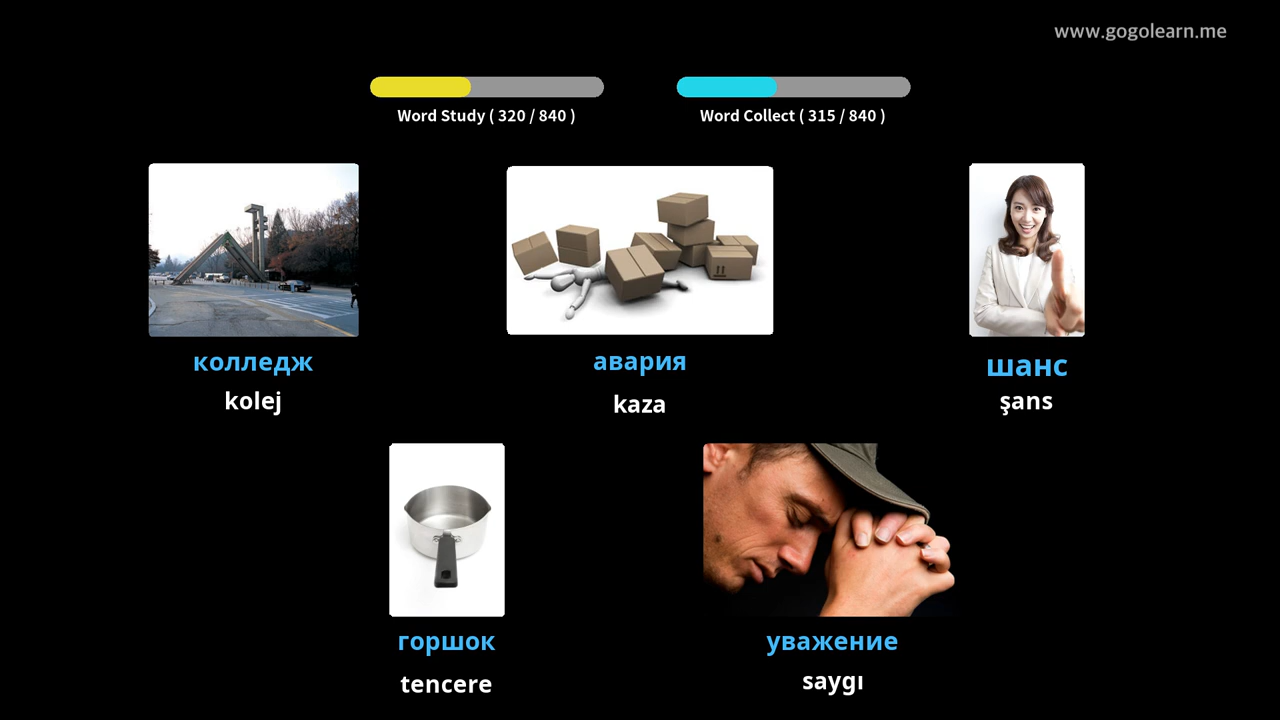 www.gogolearn.me
Word Study ( 320 / 840 )
Word Collect ( 315 / 840 )
колледж
kolej
авария
kaza
шанс
şans
горшок
tencere
уважение
saygı